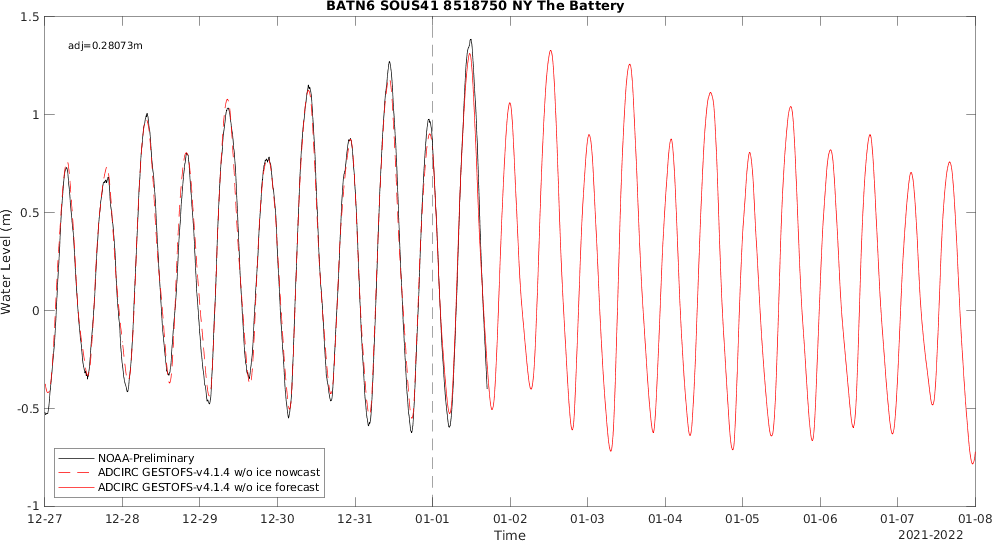 BATN6 SOUS41 8518750 NY The Battery
adj=0.28073m
Water Level (m)
1.5
1
0.5
0
-0.5
-1
NOAA-Preliminary
ADCIRC GESTOFS-v4.1.4 w/o ice nowcast
ADCIRC GESTOFS-v4.1.4 w/o ice forecast
12-27 12-28 12-29 12-30 12-31 01-01 01-02 01-03 01-04 01-05 01-06 01-07 01-08
Time
2021-2022